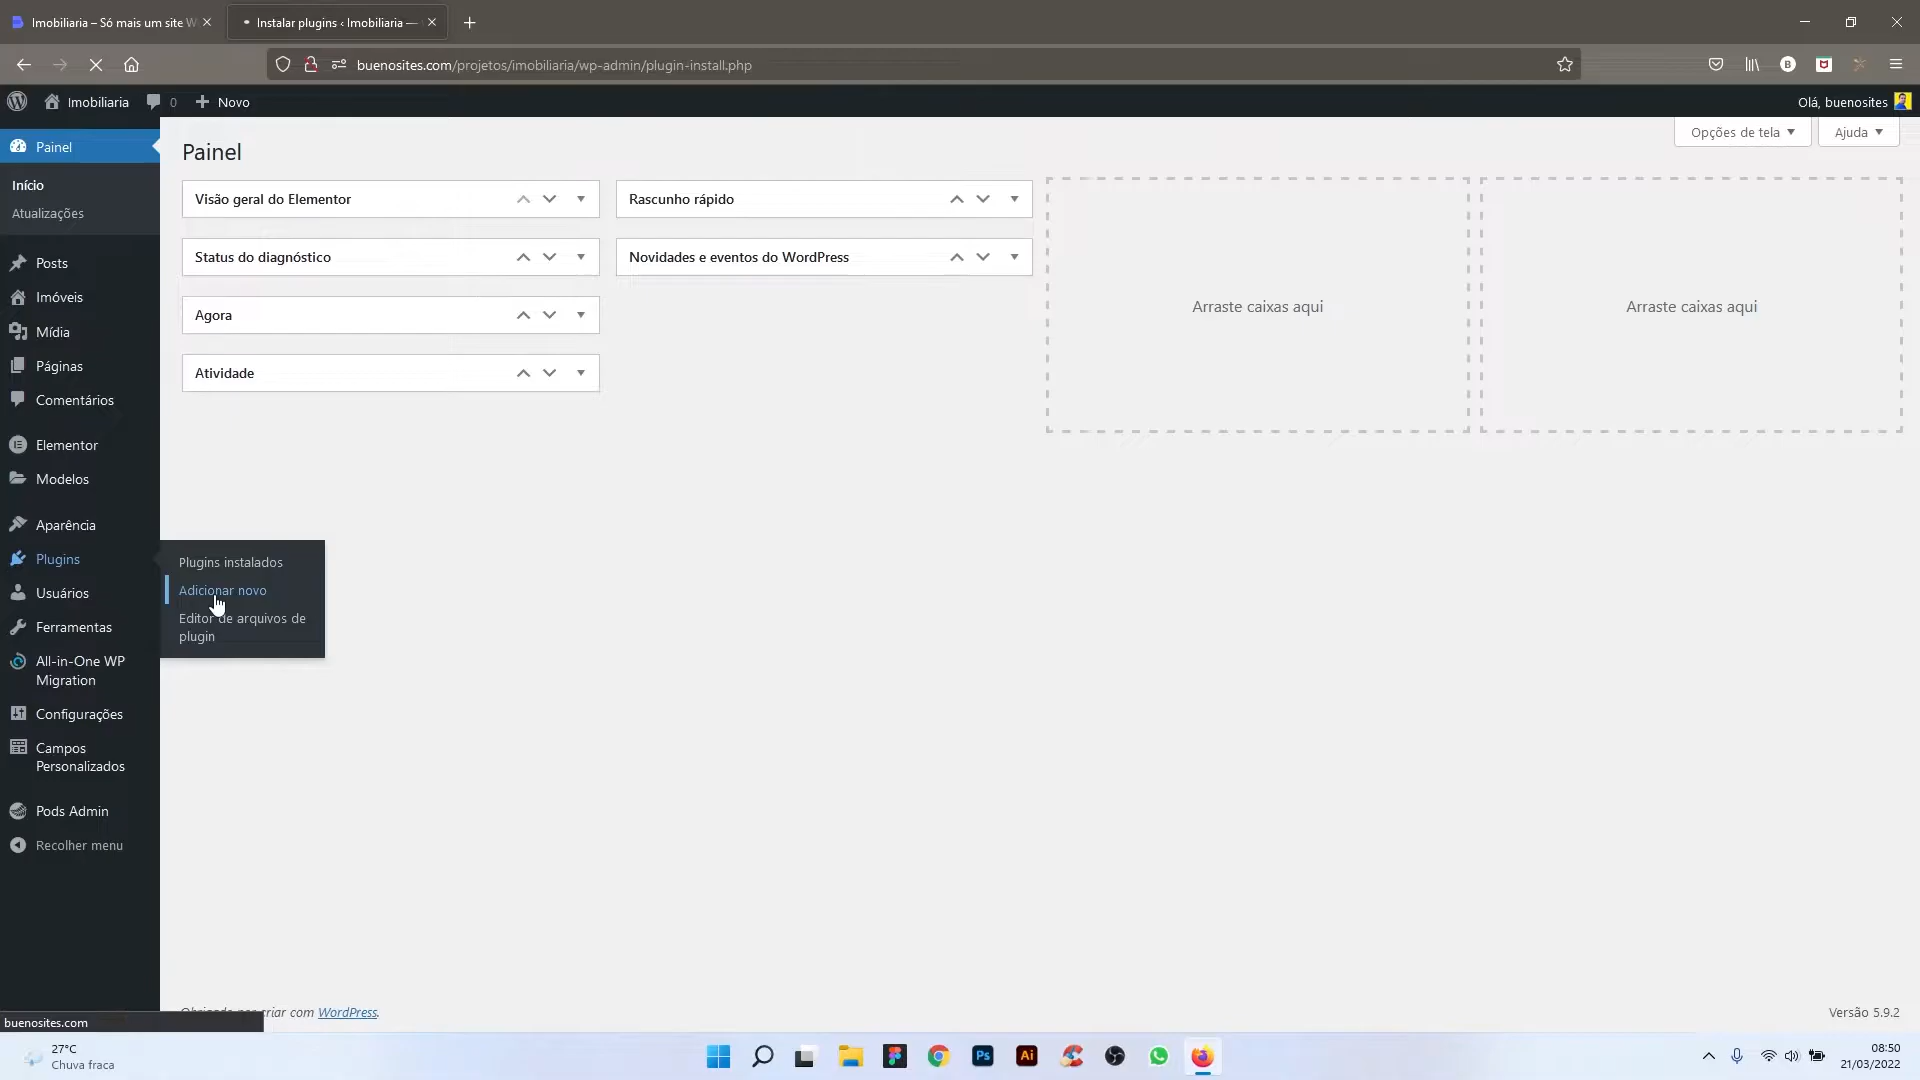 Imobiliaria – Só mais um site W
Instalar plugins ‹ Imobiliaria —
buenosites.com/projetos/imobiliaria/wp-admin/plugin-install.php
Imobiliaria
0
Novo
Olá, buenosites
Painel
Início
Atualizações
Posts
Imóveis
Mídia
Páginas
Comentários
Elementor
Modelos
Aparência
Plugins
Usuários
Ferramentas
All-in-One WP
Migration
Configurações
Campos
Personalizados
Pods Admin
Recolher menu
Plugins instalados
Adicionar novo
Editor de arquivos de
plugin
Painel
Opções de tela
Ajuda
Visão geral do Elementor
Status do diagnóstico
Agora
Atividade
Rascunho rápido
Novidades e eventos do WordPress
Arraste caixas aqui
Arraste caixas aqui
criar com WordPress.
Versão 5.9.2
buenosites.com
27°C
Chuva fraca
Ps
Ai
08:50
21/03/2022